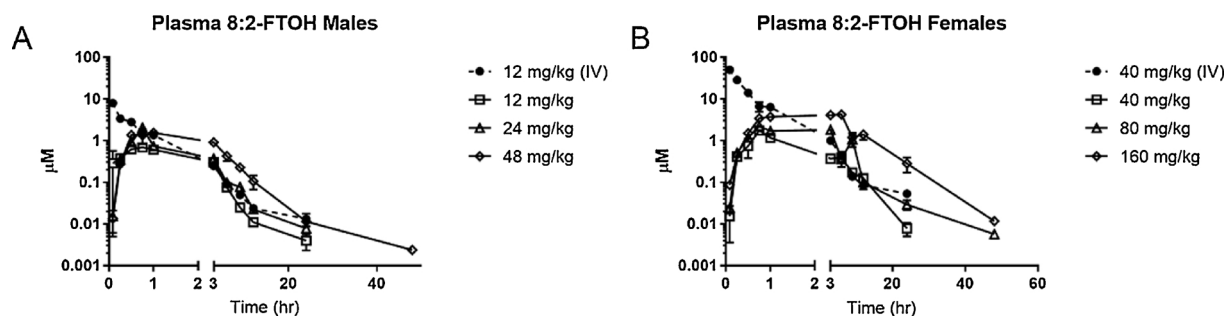 A
Plasma 8:2-FTOH Males
100
10
1
0.1
0.01
0.001
µM
0 1 2 3 20 40
Time (hr)
12 mg/kg (IV)
12 mg/kg
24 mg/kg
48 mg/kg
B
Plasma 8:2-FTOH Females
100
10
1
0.1
0.01
0.001
µM
0 1 2 3 20 40 60
Time (hr)
40 mg/kg (IV)
40 mg/kg
80 mg/kg
160 mg/kg